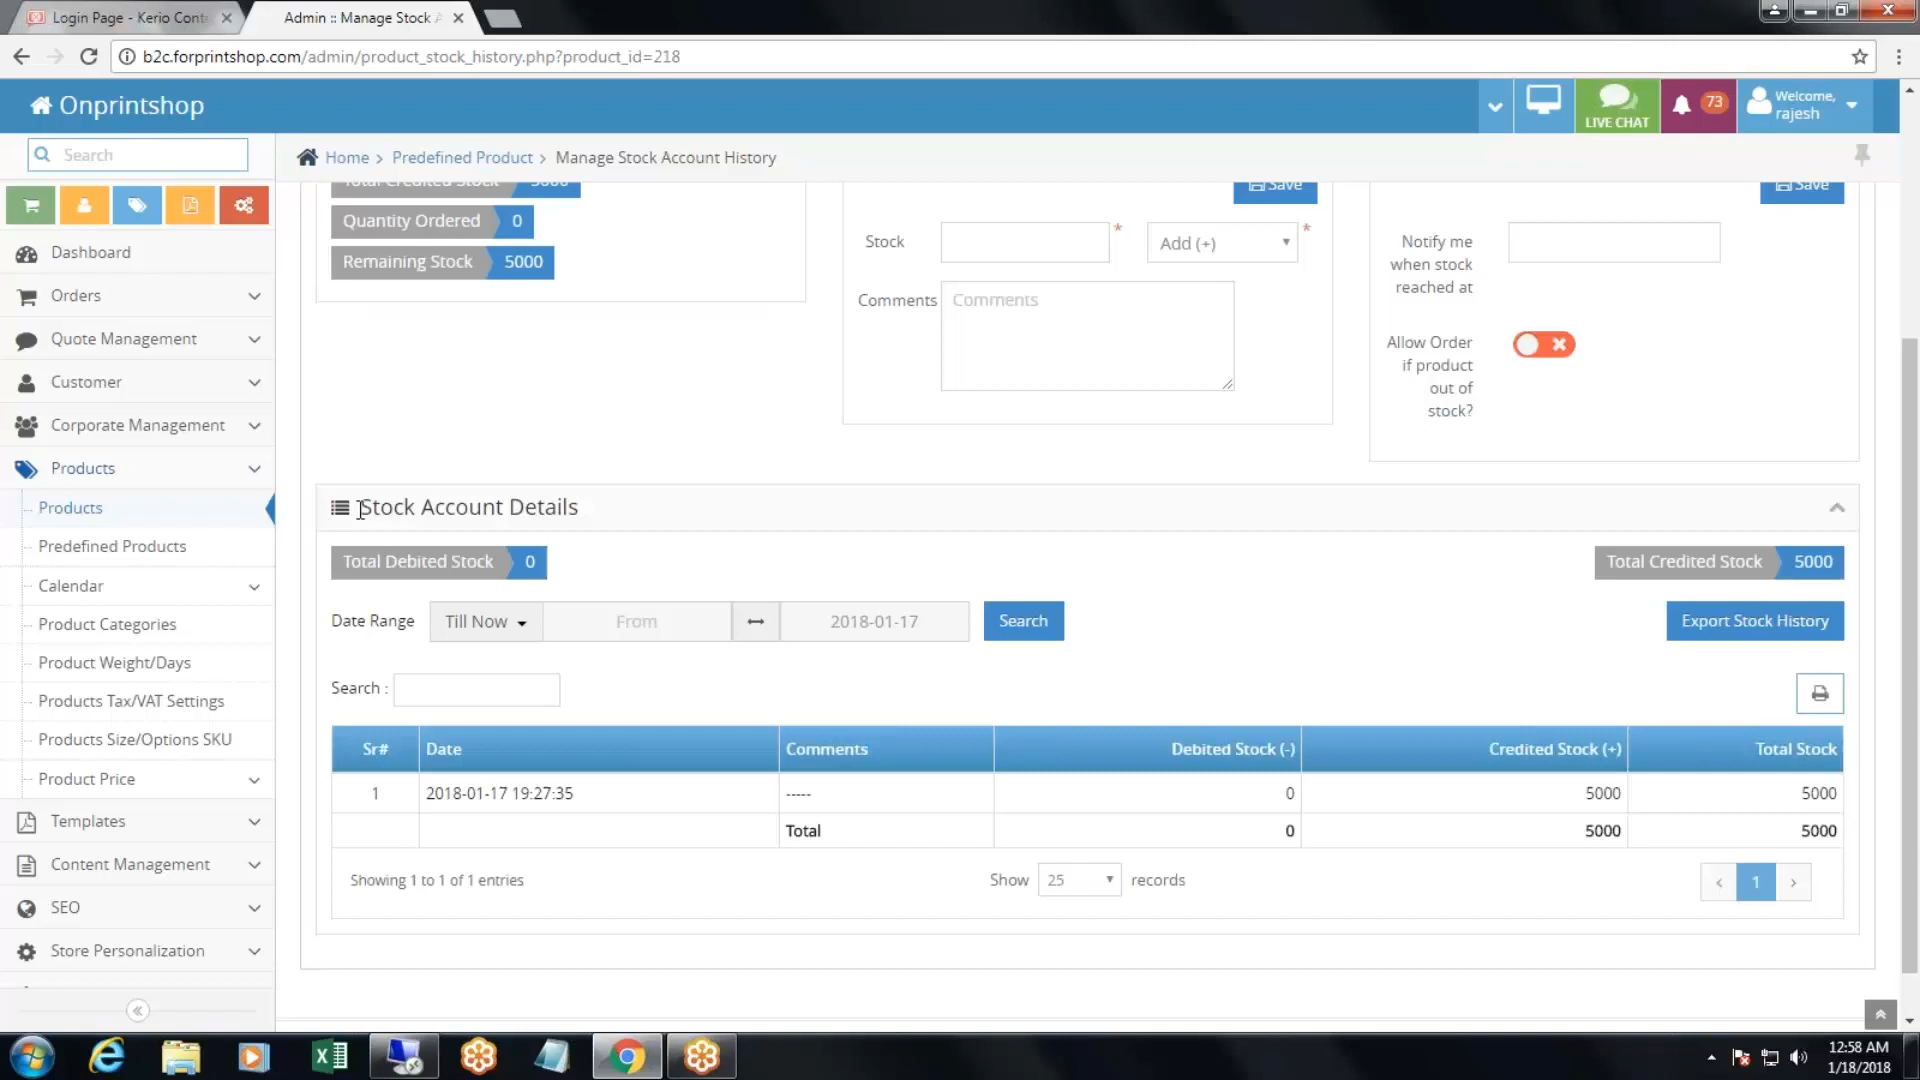 Login Page - Kerio Cont
Admin :: Manage Stock A
b2c.forprintshop.com/admin/product_stock_history.php?product_id=218
Onprintshop
LIVE CHAT
73
Welcome,
rajesh
Search
Home > Predefined Product > Manage Stock Account History
Dashboard
Orders
Quote Management
Customer
Corporate Management
Products
Products
Predefined Products
Calendar
Product Categories
Product Weight/Days
Products Tax/VAT Settings
Products Size/Options SKU
Product Price
Templates
Content Management
SEO
Store Personalization
Total Credited Stock 5000
Quantity Ordered 0
Remaining Stock 5000
Save
Stock * Add (+) *
Comments Comments
Save
Notify me
when stock
reached at
Allow Order
if product
out of
stock?
Stock Account Details
Total Debited Stock 0
Total Credited Stock 5000
Date Range Till Now From 2018-01-17 Search Export Stock History
Search :
Sr# Date Comments Debited Stock (-) Credited Stock (+) Total Stock
1 2018-01-17 19:27:35 ----- 0 5000 5000
Total 0 5000 5000
Showing 1 to 1 of 1 entries Show 25 records ‹ 1 ›
12:58 AM
1/18/2018